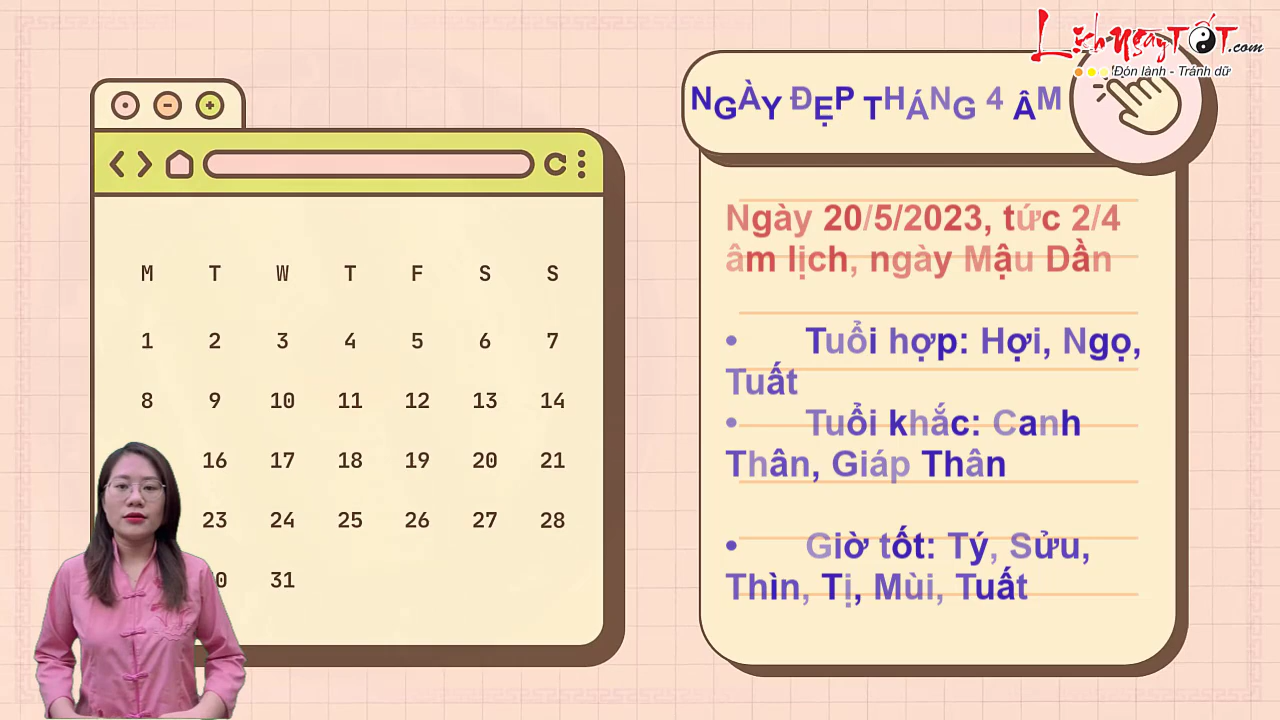 LịchNgàyTỐT.com
Đón lành - Tránh dữ
NGÀY ĐẸP THÁNG 4 ÂM
M T W T F S S
1 2 3 4 5 6 7
8 9 10 11 12 13 14
16 17 18 19 20 21
23 24 25 26 27 28
0 31
Ngày 20/5/2023, tức 2/4
âm lịch, ngày Mậu Dần
• Tuổi hợp: Hợi, Ngọ,
Tuất
• Tuổi khắc: Canh
Thân, Giáp Thân
• Giờ tốt: Tý, Sửu,
Thìn, Tị, Mùi, Tuất